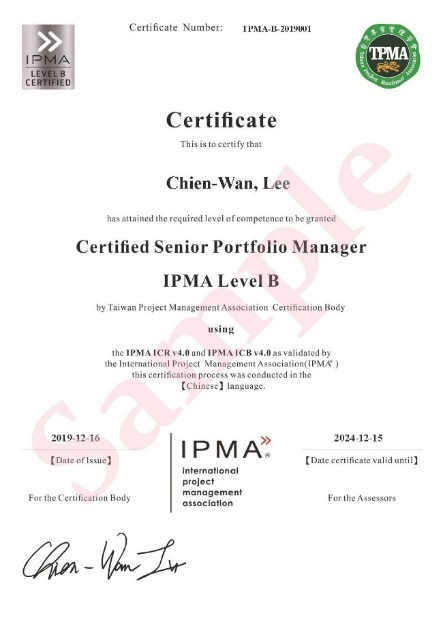 Certificate Number: TPMA-B-2019001
IPMA
LEVEL B
CERTIFIED
TPMA
Certificate
This is to certify that
Chien-Wan, Lee
has attained the required level of competence to be granted
Certified Senior Portfolio Manager
IPMA Level B
by Taiwan Project Management Association Certification Body
using
the IPMA ICR v4.0 and IPMA ICB v4.0 as validated by
the International Project Management Association(IPMA®)
this certification process was conducted in the
【Chinese】language.
Sample
2019-12-16
【Date of Issue】
For the Certification Body
IPMA®
international
project
management
association
2024-12-15
【Date certificate valid until】
For the Assessors